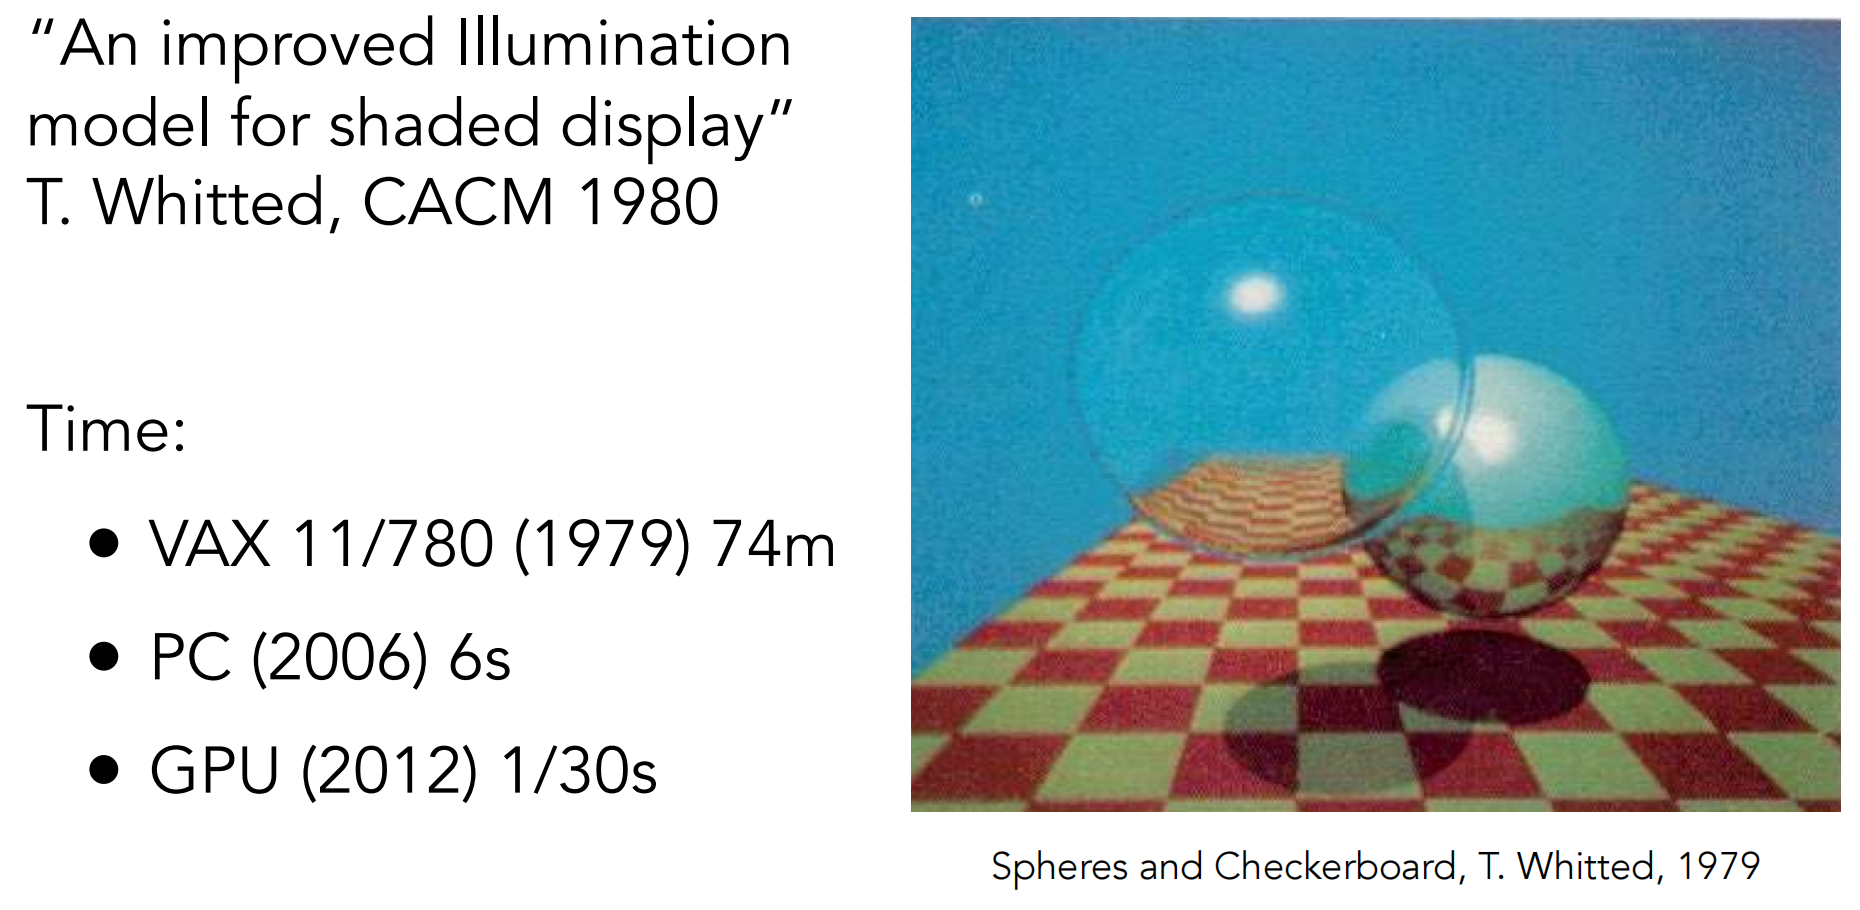 “An improved Illumination
model for shaded display”
T. Whitted, CACM 1980
Time:
● VAX 11/780 (1979) 74m
● PC (2006) 6s
● GPU (2012) 1/30s
Spheres and Checkerboard, T. Whitted, 1979